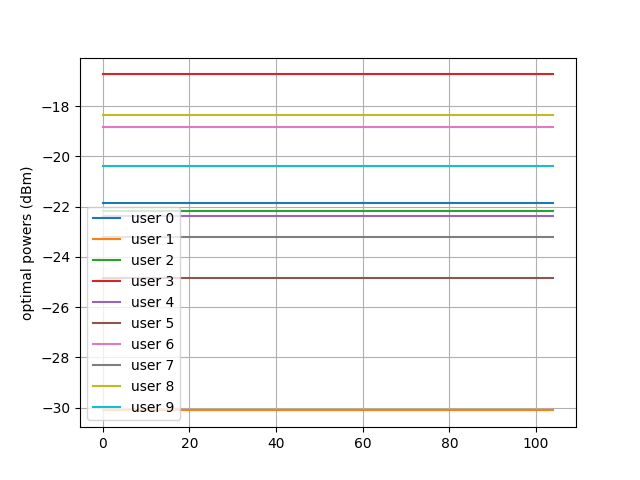 optimal powers (dBm)
−18
−20
−22
−24
−26
−28
−30
user 0
user 1
user 2
user 3
user 4
user 5
user 6
user 7
user 8
user 9
0 20 40 60 80 100